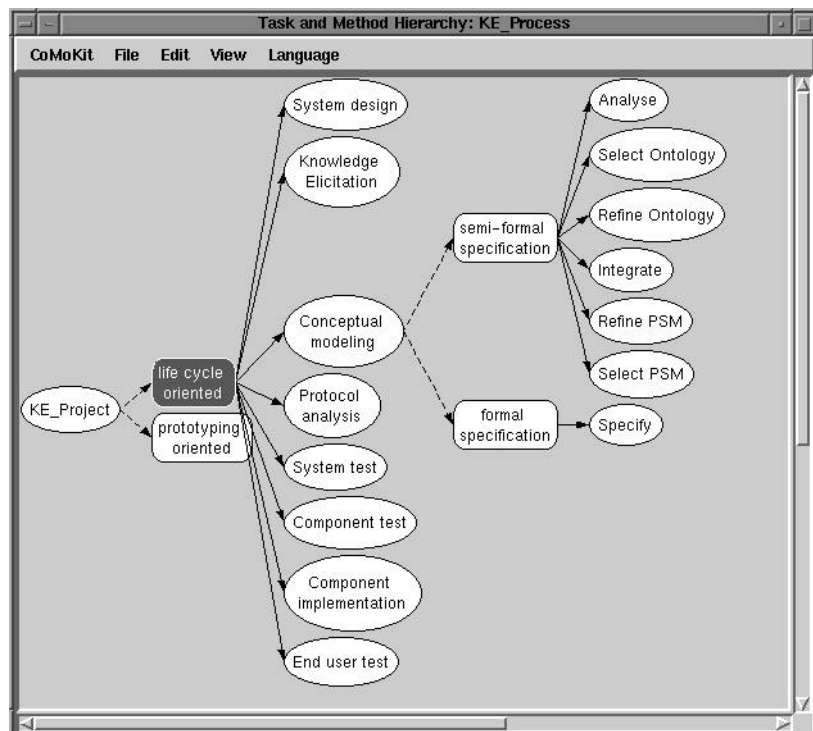 Task and Method Hierarchy: KE_Process
CoMoKit File Edit View Language
System design
Knowledge
Elicitation
Conceptual
modeling
Protocol
analysis
System test
Component test
Component
implementation
End user test
KE_Project
life cycle
oriented
prototyping
oriented
semi-formal
specification
formal
specification
Analyse
Select Ontology
Refine Ontology
Integrate
Refine PSM
Select PSM
Specify